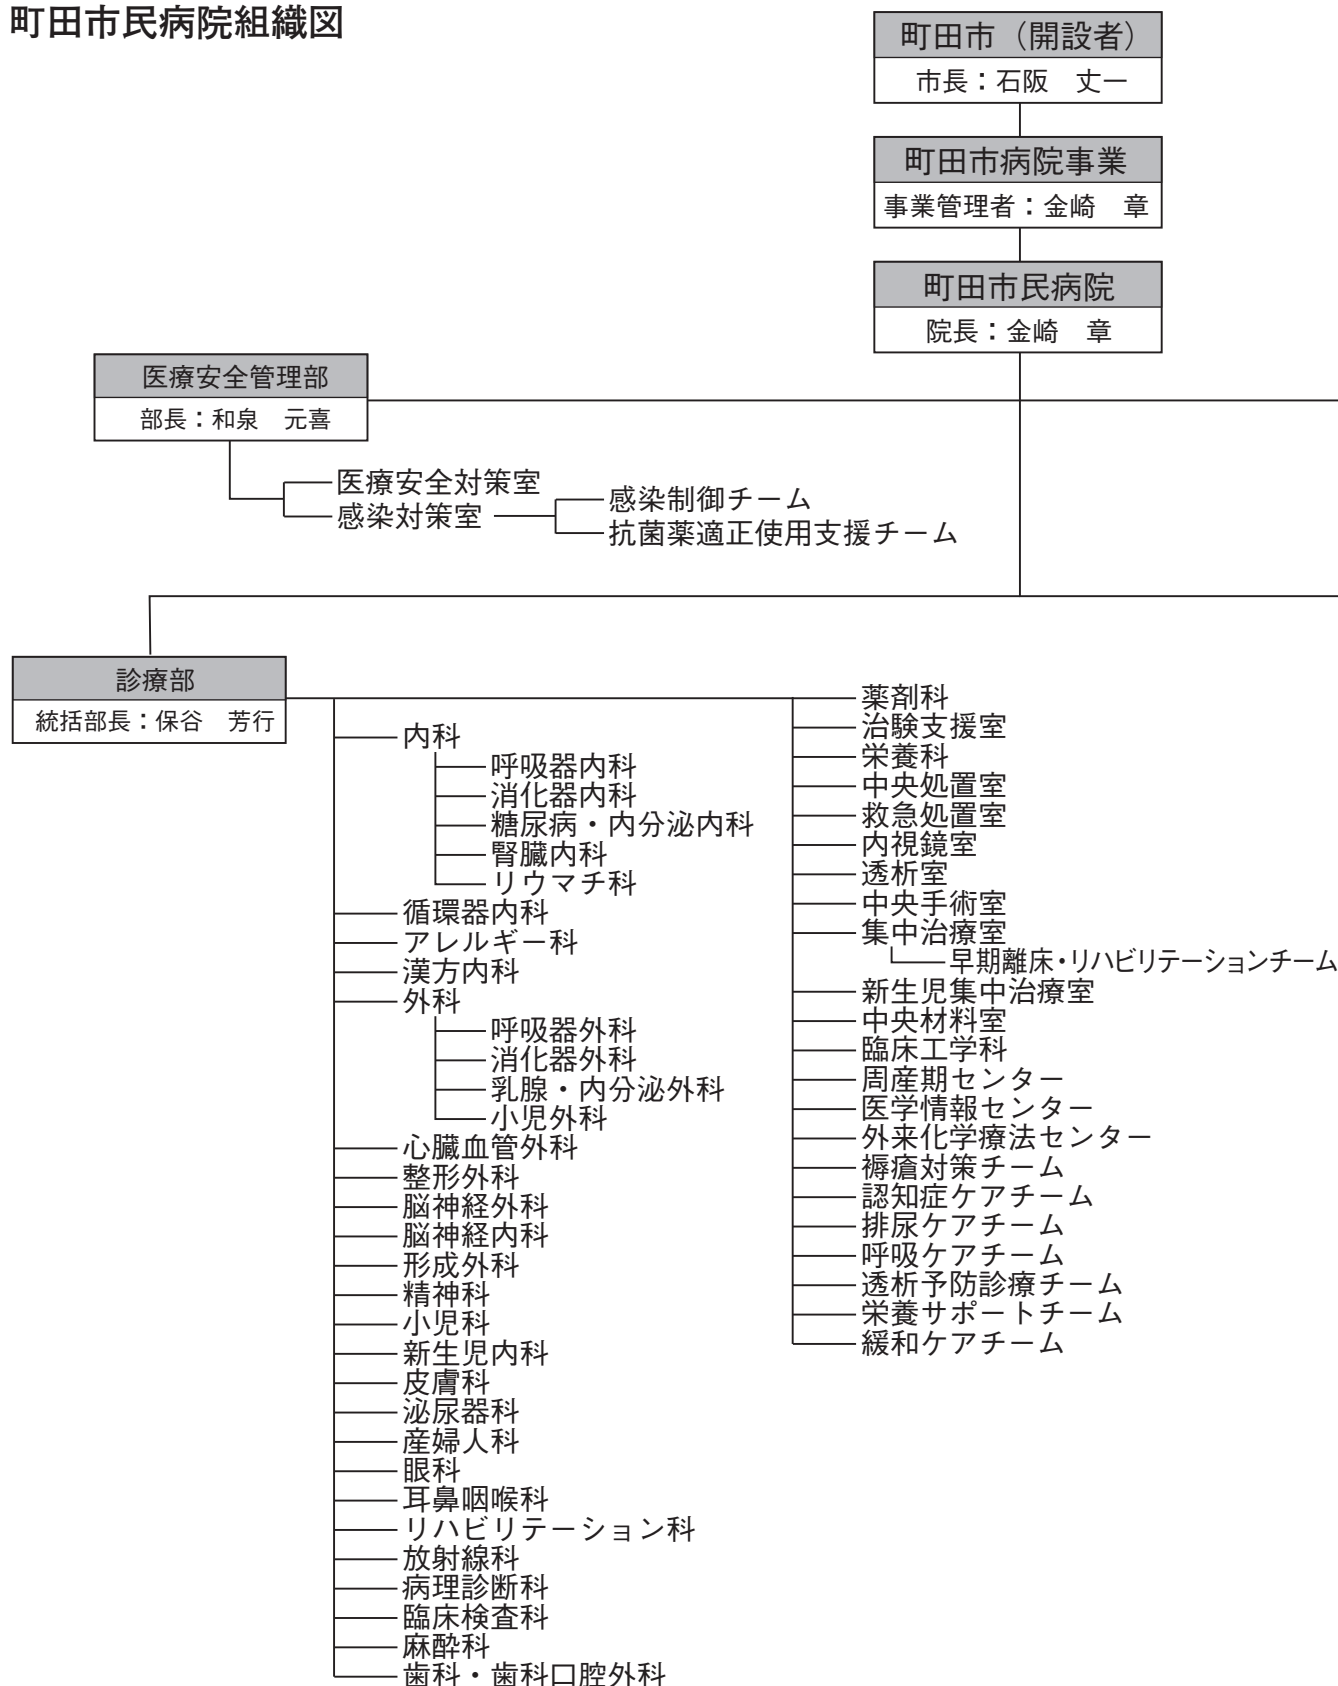 町田市民病院組織図
町田市（開設者）
市長：石阪　丈一
町田市病院事業
事業管理者：金崎　章
町田市民病院
院長：金崎　章
医療安全管理部
部長：和泉　元喜
医療安全対策室
感染対策室
感染制御チーム
抗菌薬適正使用支援チーム
診療部
統括部長：保谷　芳行
内科
呼吸器内科
消化器内科
糖尿病・内分泌内科
腎臓内科
リウマチ科
循環器内科
アレルギー科
漢方内科
外科
呼吸器外科
消化器外科
乳腺・内分泌外科
小児外科
心臓血管外科
整形外科
脳神経外科
脳神経内科
形成外科
精神科
小児科
新生児内科
皮膚科
泌尿器科
産婦人科
眼科
耳鼻咽喉科
リハビリテーション科
放射線科
病理診断科
臨床検査科
麻酔科
歯科・歯科口腔外科
薬剤科
治験支援室
栄養科
中央処置室
救急処置室
内視鏡室
透析室
中央手術室
集中治療室
早期離床・リハビリテーションチーム
新生児集中治療室
中央材料室
臨床工学科
周産期センター
医学情報センター
外来化学療法センター
褥瘡対策チーム
認知症ケアチーム
排尿ケアチーム
呼吸ケアチーム
透析予防診療チーム
栄養サポートチーム
緩和ケアチーム